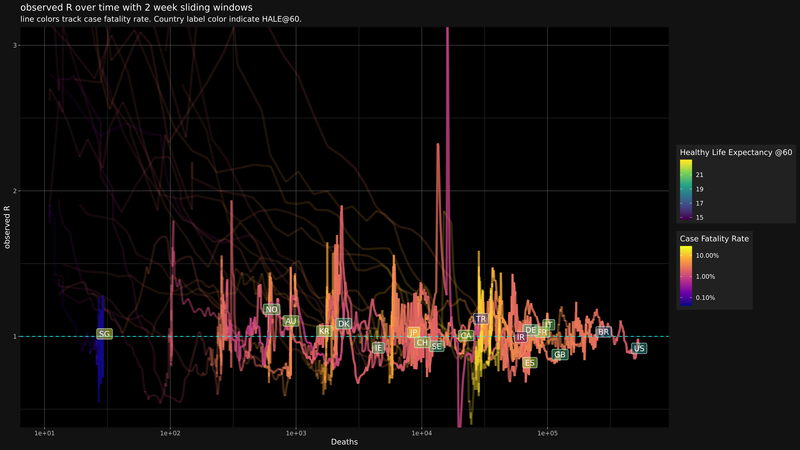 observed R over time with 2 week sliding windows
line colors track case fatality rate. Country label color indicate HALE@60.
observed R
3
2
1
SG
NO
AU
KR
DK
IE
JP
CH
SE
CA
TR
IR
DE
FR
IT
ES
GB
BR
US
1e+01
1e+02
1e+03
1e+04
1e+05
Deaths
Healthy Life Expectancy @60
21
19
17
15
Case Fatality Rate
10.00%
1.00%
0.10%